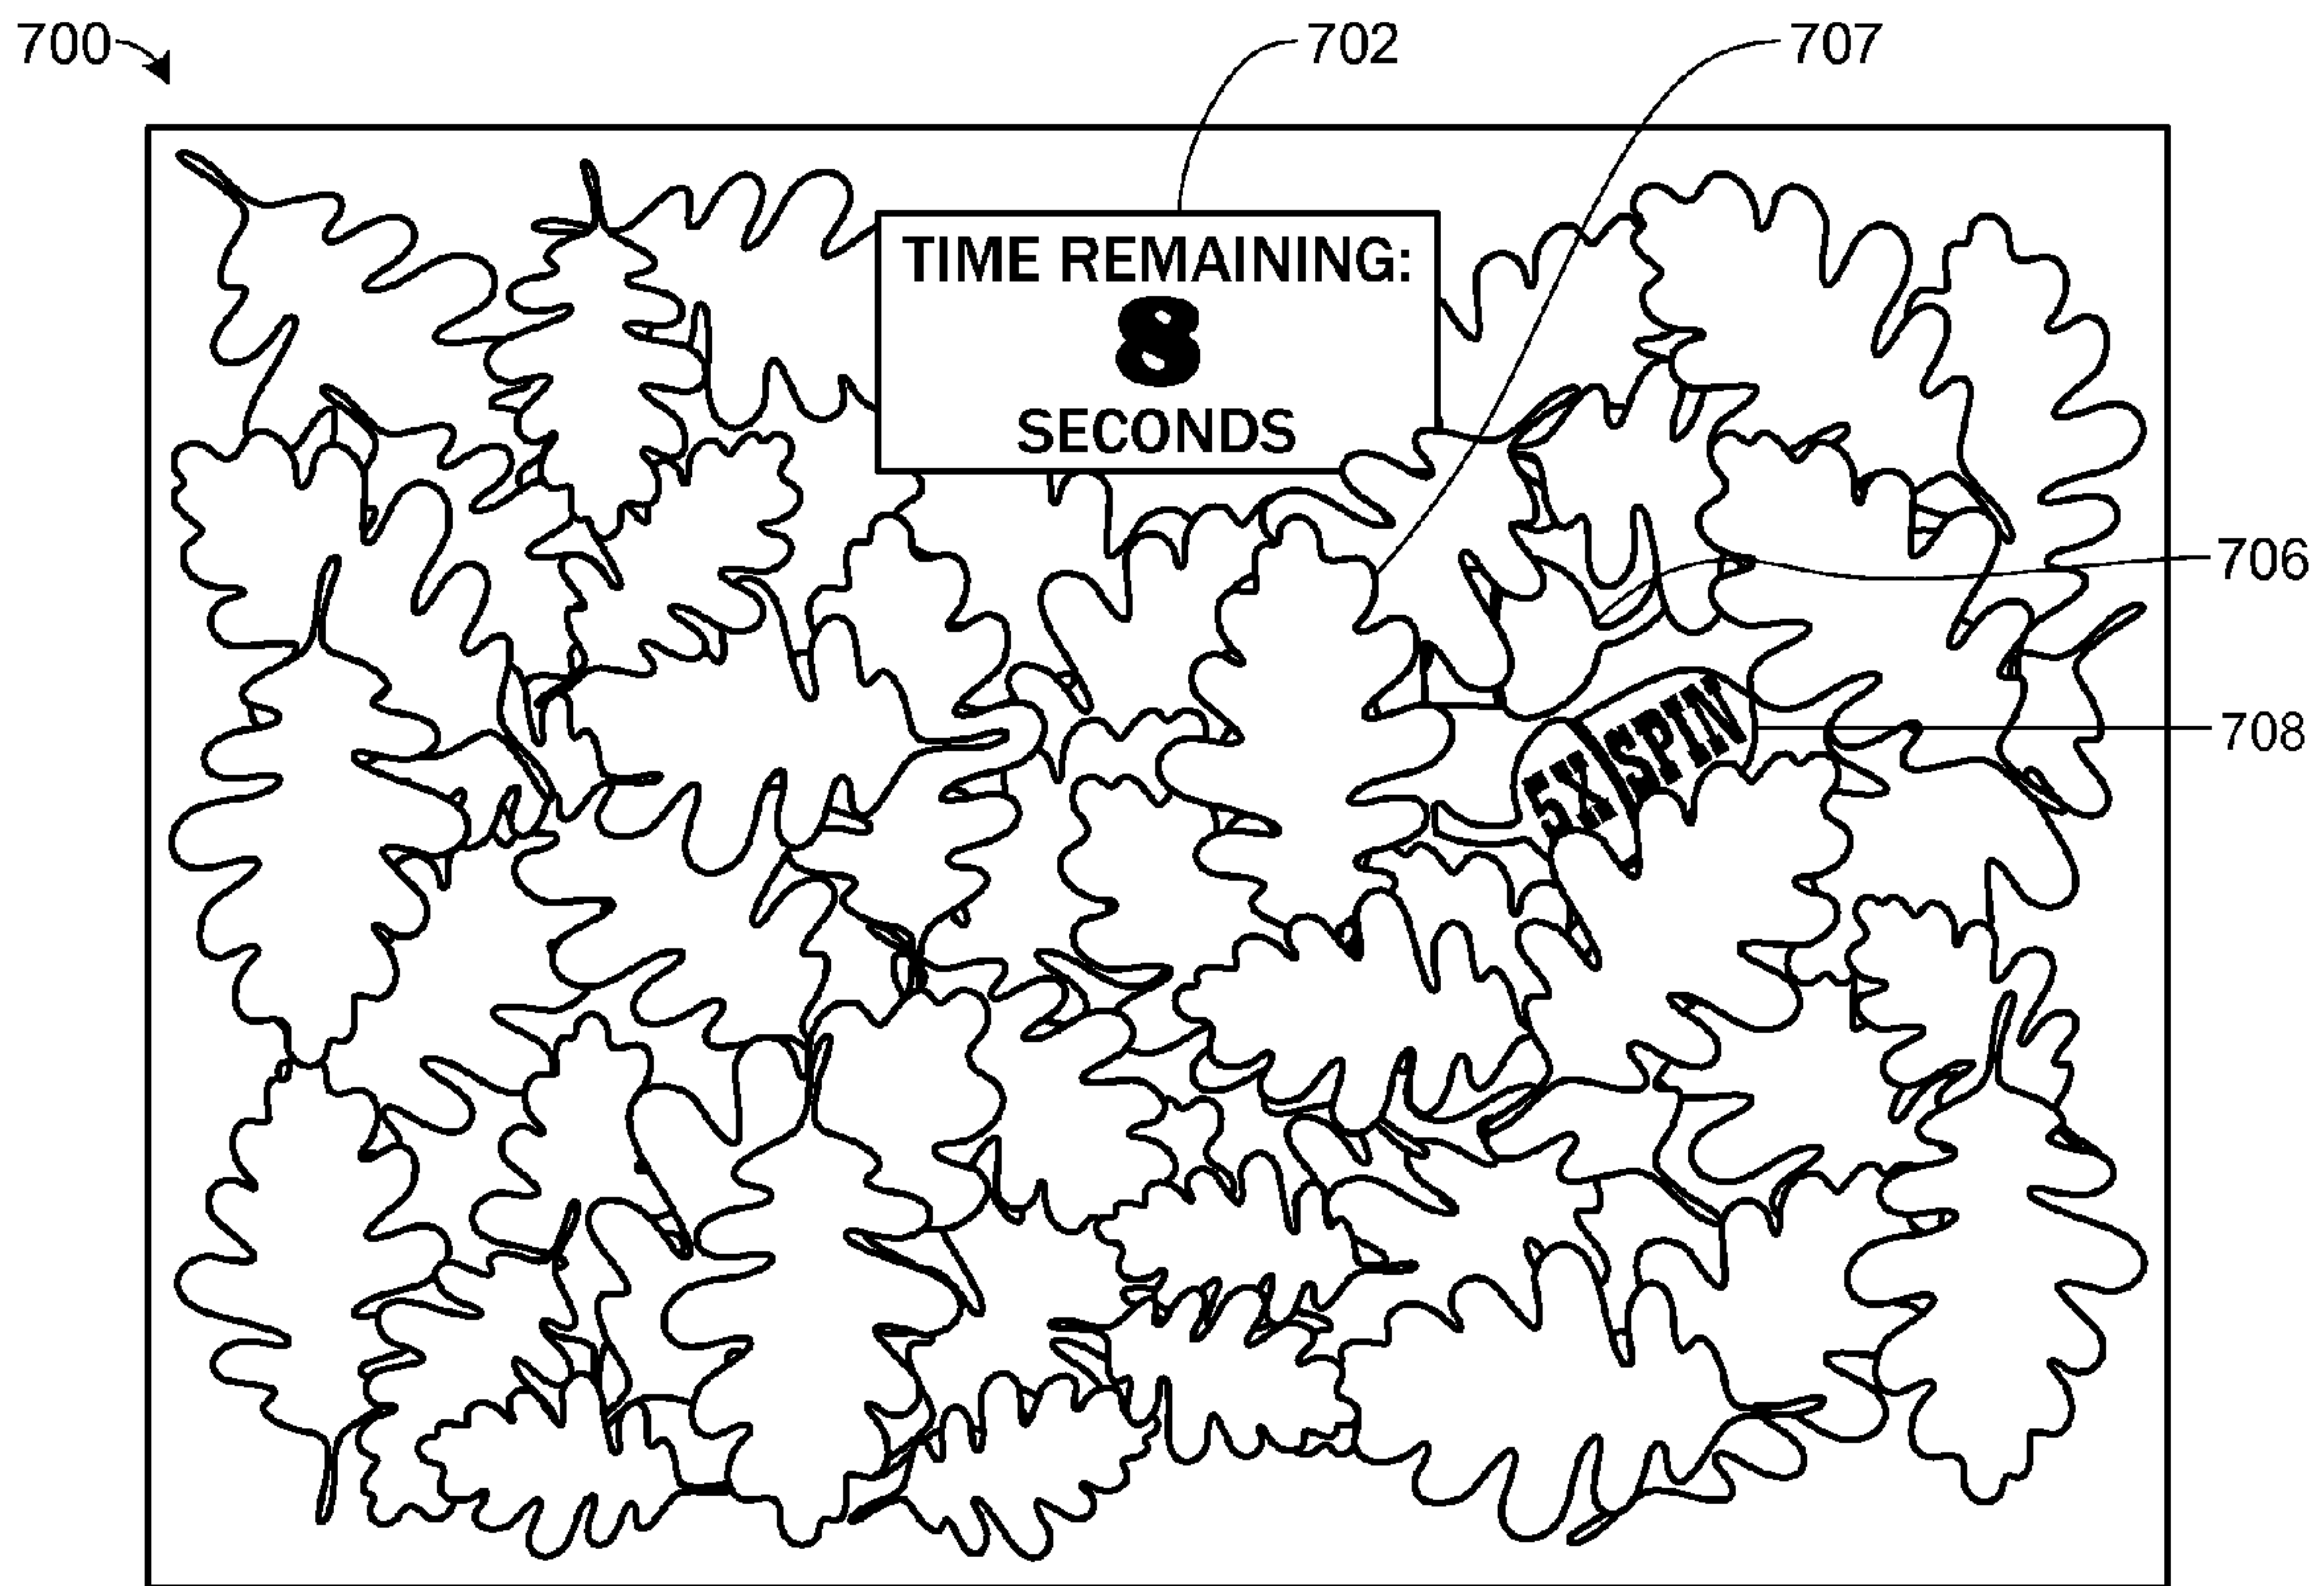 700
702
707
TIME REMAINING:
8
SECONDS
706
708
5X SPIN